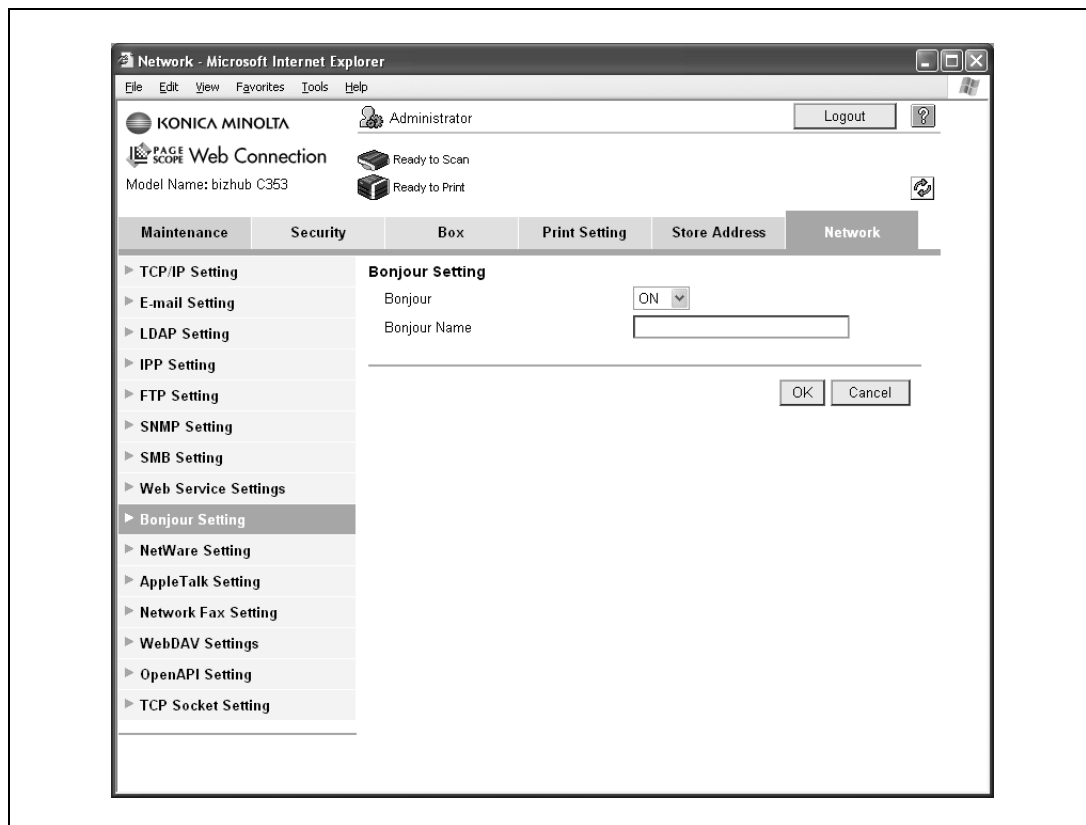 Network - Microsoft Internet Explorer
File Edit View Favorites Tools Help
KONICA MINOLTA
Administrator
Logout
?
PAGE SCOPE Web Connection
Ready to Scan
Model Name: bizhub C353
Ready to Print
Maintenance Security Box Print Setting Store Address Network
TCP/IP Setting
E-mail Setting
LDAP Setting
IPP Setting
FTP Setting
SNMP Setting
SMB Setting
Web Service Settings
Bonjour Setting
NetWare Setting
AppleTalk Setting
Network Fax Setting
WebDAV Settings
OpenAPI Setting
TCP Socket Setting
Bonjour Setting
Bonjour ON
Bonjour Name
OK Cancel